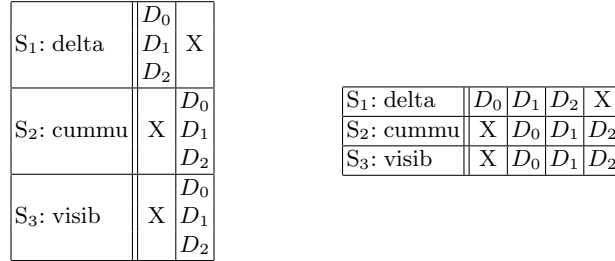 D₀
S₁: delta D₁ X
D₂
D₀
S₂: cummu X D₁
D₂
D₀
S₃: visib X D₁
D₂
S₁: delta D₀ D₁ D₂ X
S₂: cummu X D₀ D₁ D₂
S₃: visib X D₀ D₁ D₂